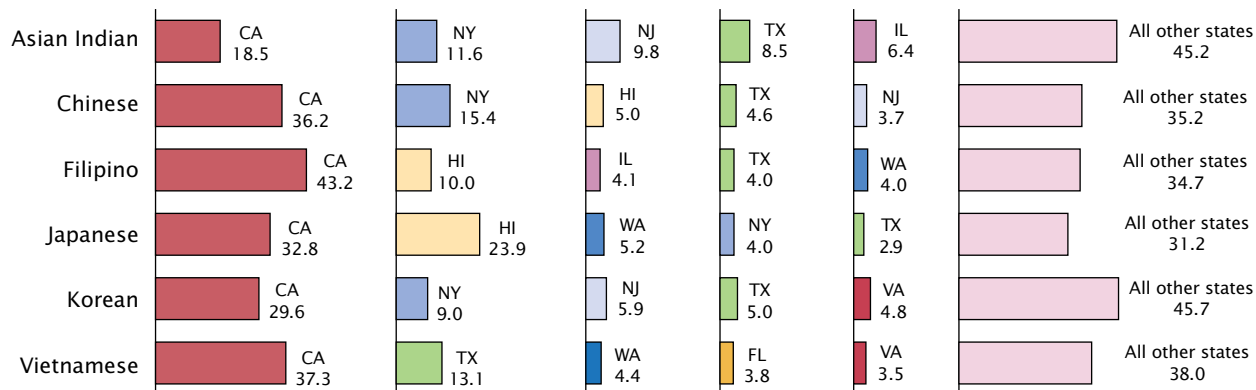 Asian Indian CA 18.5 NY 11.6 NJ 9.8 TX 8.5 IL 6.4 All other states 45.2
Chinese CA 36.2 NY 15.4 HI 5.0 TX 4.6 NJ 3.7 All other states 35.2
Filipino CA 43.2 HI 10.0 IL 4.1 TX 4.0 WA 4.0 All other states 34.7
Japanese CA 32.8 HI 23.9 WA 5.2 NY 4.0 TX 2.9 All other states 31.2
Korean CA 29.6 NY 9.0 NJ 5.9 TX 5.0 VA 4.8 All other states 45.7
Vietnamese CA 37.3 TX 13.1 WA 4.4 FL 3.8 VA 3.5 All other states 38.0